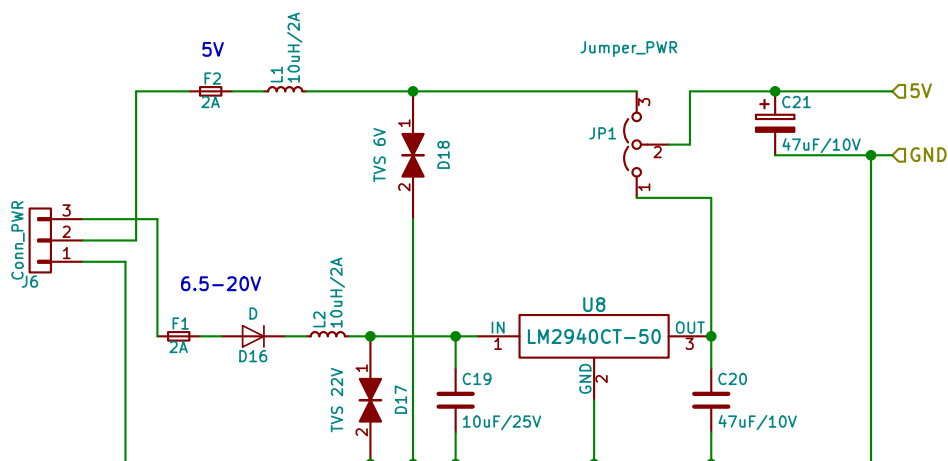 Jumper_PWR
5V
F2
2A
L1
10uH/2A
3
JP1
2
1
C21
47uF/10V
5V
GND
1
TVS 6V
D18
2
Conn_PWR
3
2
1
J6
6.5-20V
F1
2A
D
D16
L2
10uH/2A
U8
IN
1
LM2940CT-50
OUT
3
GND
2
1
TVS 22V
D17
2
C19
10uF/25V
C20
47uF/10V
+